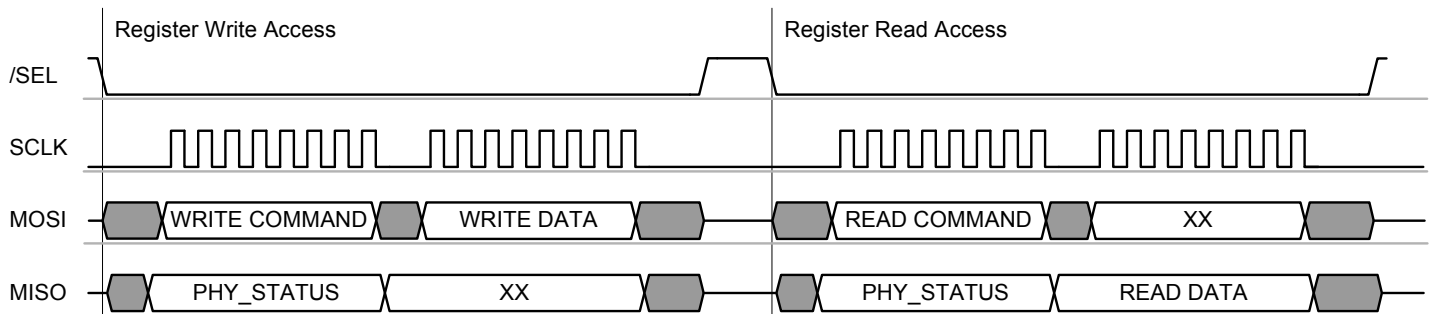 Register Write Access Register Read Access
/SEL
SCLK
MOSI WRITE COMMAND WRITE DATA READ COMMAND XX
MISO PHY_STATUS XX PHY_STATUS READ DATA